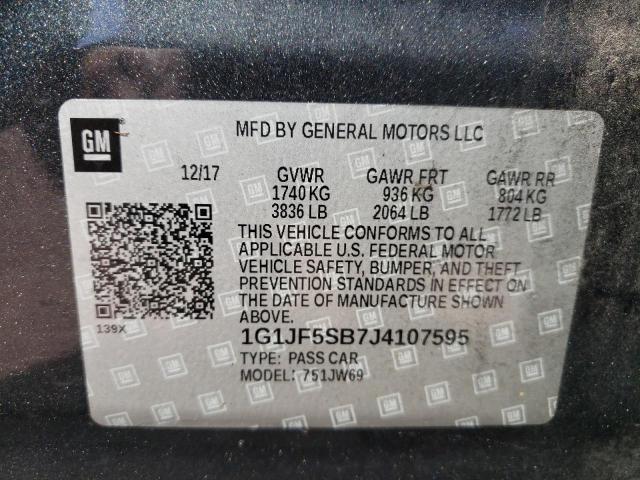 GM
MFD BY GENERAL MOTORS LLC
12/17 GVWR GAWR FRT GAWR RR
1740 KG 936 KG 804 KG
3836 LB 2064 LB 1772 LB
THIS VEHICLE CONFORMS TO ALL
APPLICABLE U.S. FEDERAL MOTOR
VEHICLE SAFETY, BUMPER, AND THEFT
PREVENTION STANDARDS IN EFFECT ON
THE DATE OF MANUFACTURE SHOWN
ABOVE.
139X
1G1JF5SB7J4107595
TYPE: PASS CAR
MODEL: 751JW69